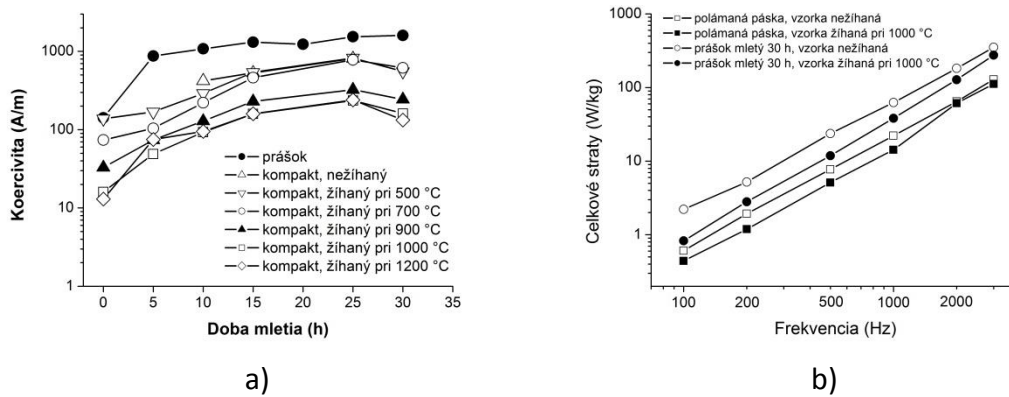 1000
100
10
1
Koercivita (A/m)
prášok
kompakt, nežíhaný
kompakt, žíhaný pri 500 °C
kompakt, žíhaný pri 700 °C
kompakt, žíhaný pri 900 °C
kompakt, žíhaný pri 1000 °C
kompakt, žíhaný pri 1200 °C
0 5 10 15 20 25 30 35
Doba mletia (h)
a)
polámaná páska, vzorka nežíhaná
polámaná páska, vzorka žíhaná pri 1000 °C
prášok mletý 30 h, vzorka nežíhaná
prášok mletý 30 h, vzorka žíhaná pri 1000 °C
1000
100
10
1
Celkové straty (W/kg)
100 200 500 1000 2000
Frekvencia (Hz)
b)